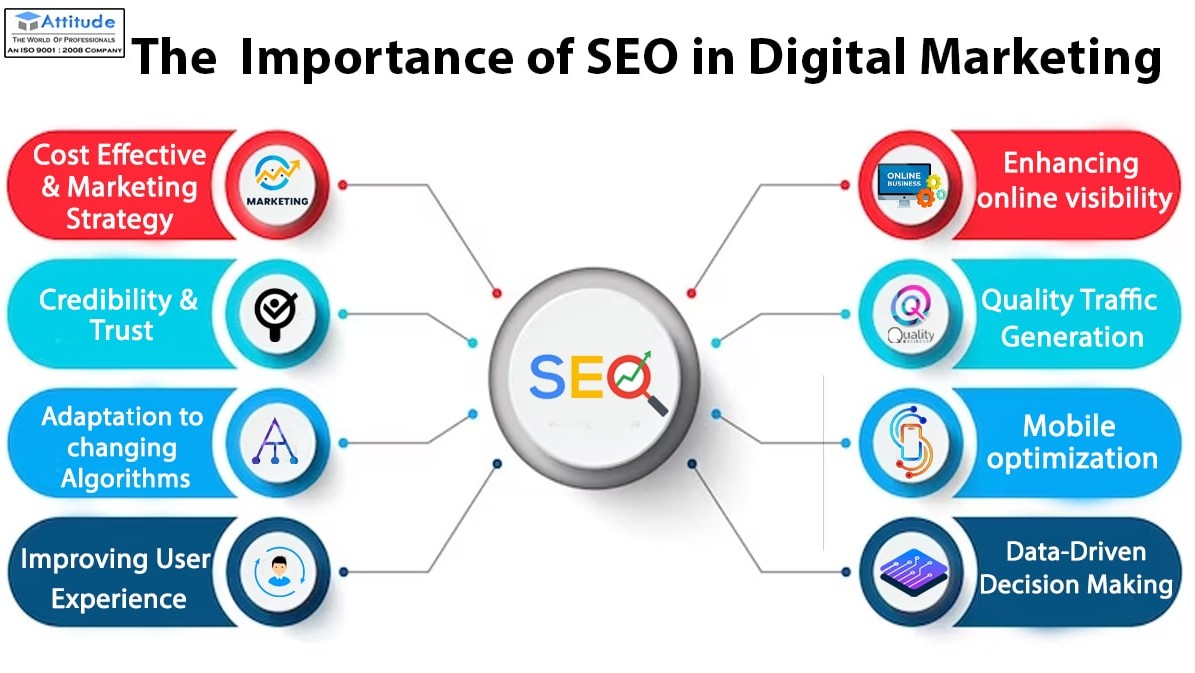 Attitude
THE WORLD OF PROFESSIONALS
AN ISO 9001 : 2008 COMPANY
The Importance of SEO in Digital Marketing
Cost Effective
& Marketing
Strategy
MARKETING
Credibility &
Trust
Adaptation to
changing
Algorithms
Improving User
Experience
SEO
ONLINE
BUSINESS
Enhancing
online visibility
Quality
Quality Traffic
Generation
Mobile
optimization
Data-Driven
Decision Making